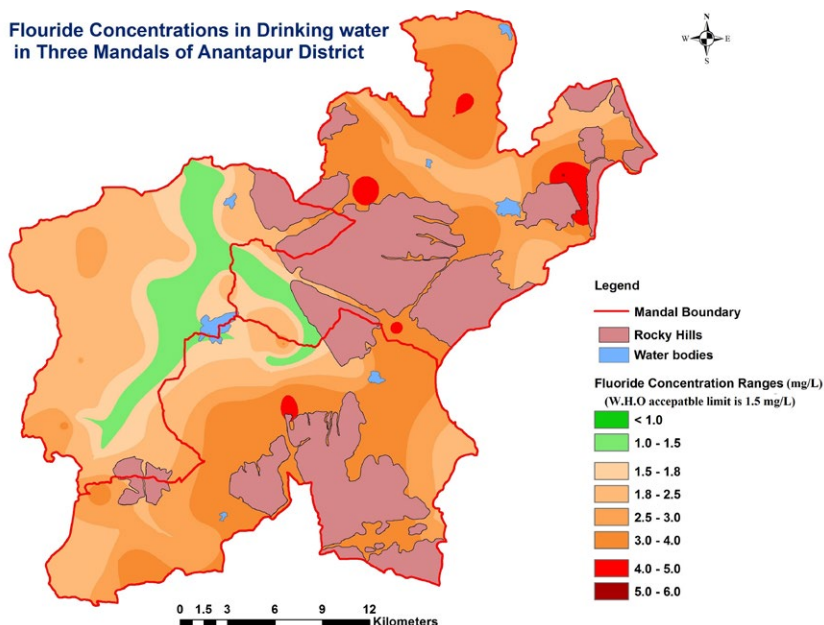 Flouride Concentrations in Drinking water
in Three Mandals of Anantapur District
N
W E
S
Legend
Mandal Boundary
Rocky Hills
Water bodies
Fluoride Concentration Ranges (mg/L)
(W.H.O accepatble limit is 1.5 mg/L)
< 1.0
1.0 - 1.5
1.5 - 1.8
1.8 - 2.5
2.5 - 3.0
3.0 - 4.0
4.0 - 5.0
5.0 - 6.0
0 1.5 3 6 9 12
Kilometers